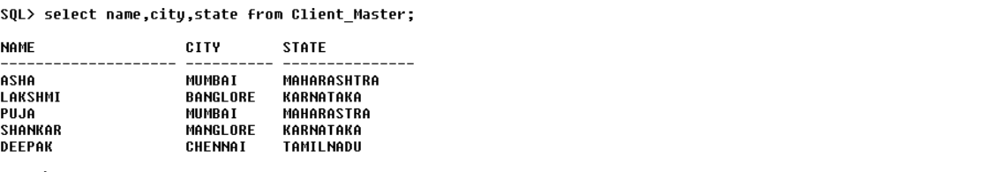 SQL> select name,city,state from Client_Master;
NAME CITY STATE
-------------------- ---------- ---------------
ASHA MUMBAI MAHARASHTRA
LAKSHMI BANGLORE KARNATAKA
PUJA MUMBAI MAHARASTRA
SHANKAR MANGLORE KARNATAKA
DEEPAK CHENNAI TAMILNADU